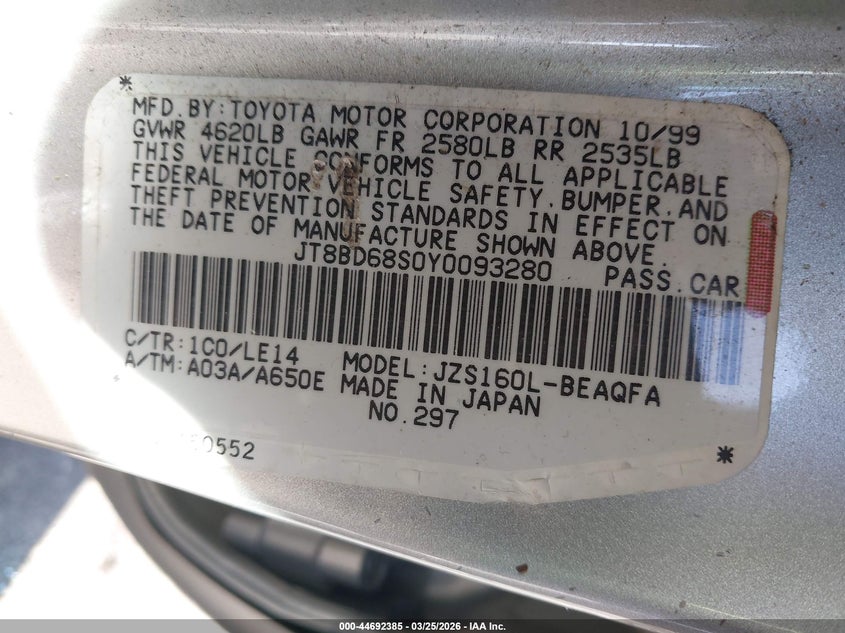 MFD.BY:TOYOTA MOTOR CORPORATION 10/99
GVWR 4620LB GAWR FR 2580LB RR 2535LB
THIS VEHICLE CONFORMS TO ALL APPLICABLE
FEDERAL MOTOR VEHICLE SAFETY,BUMPER,AND
THEFT PREVENTION STANDARDS IN EFFECT ON
THE DATE OF MANUFACTURE SHOWN ABOVE.
JT8BD68S0Y0093280 PASS.CAR
C/TR:1C0/LE14 MODEL:JZS160L-BEAQFA
A/TM:A03A/A650E MADE IN JAPAN
NO.297
000-44692385 - 03/25/2026 - IAA Inc.